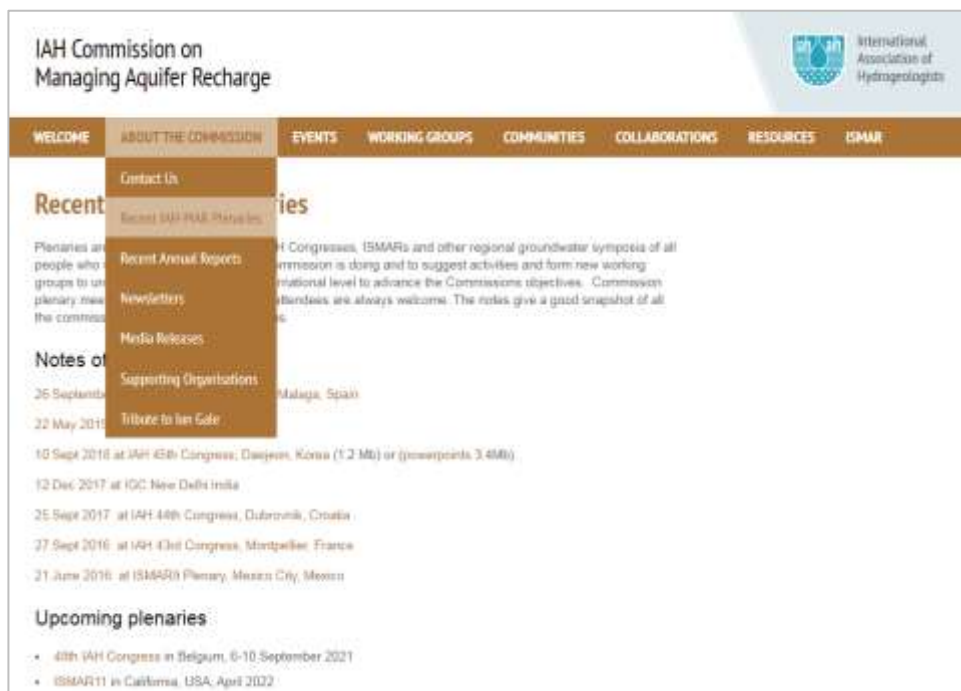 IAH Commission on
Managing Aquifer Recharge
International
Association of
Hydrogeologists
WELCOME ABOUT THE COMMISSION EVENTS WORKING GROUPS COMMUNITIES COLLABORATIONS RESOURCES ISMAR
Contact Us
Recent IAH MAR Plenaries
Recent Annual Reports
Newsletters
Media Releases
Supporting Organisations
Tribute to Ian Gale
Recent ies
Plenaries are H Congresses, ISMARs and other regional groundwater symposia of all
people who mmission is doing and to suggest activities and form new working
groups to national level to advance the Commissions objectives. Commission
plenary attendees are always welcome. The notes give a good snapshot of all
the
Notes of
26 Malaga, Spain
22 May 2019
10 Sept 2018 at IAH 45th Congress, Daejeon, Korea (1.2 Mb) or (powerpoints 3.4Mb)
12 Dec 2017 at IGC New Delhi India
25 Sept 2017 at IAH 44th Congress, Dubrovnik, Croatia
27 Sept 2016 at IAH 43rd Congress, Montpellier, France
21 June 2016 at ISMAR9 Plenary, Mexico City, Mexico
Upcoming plenaries
• IAH Congress in Belgium, 6-10 September 2021
• ISMAR11 in California, USA, April 2022